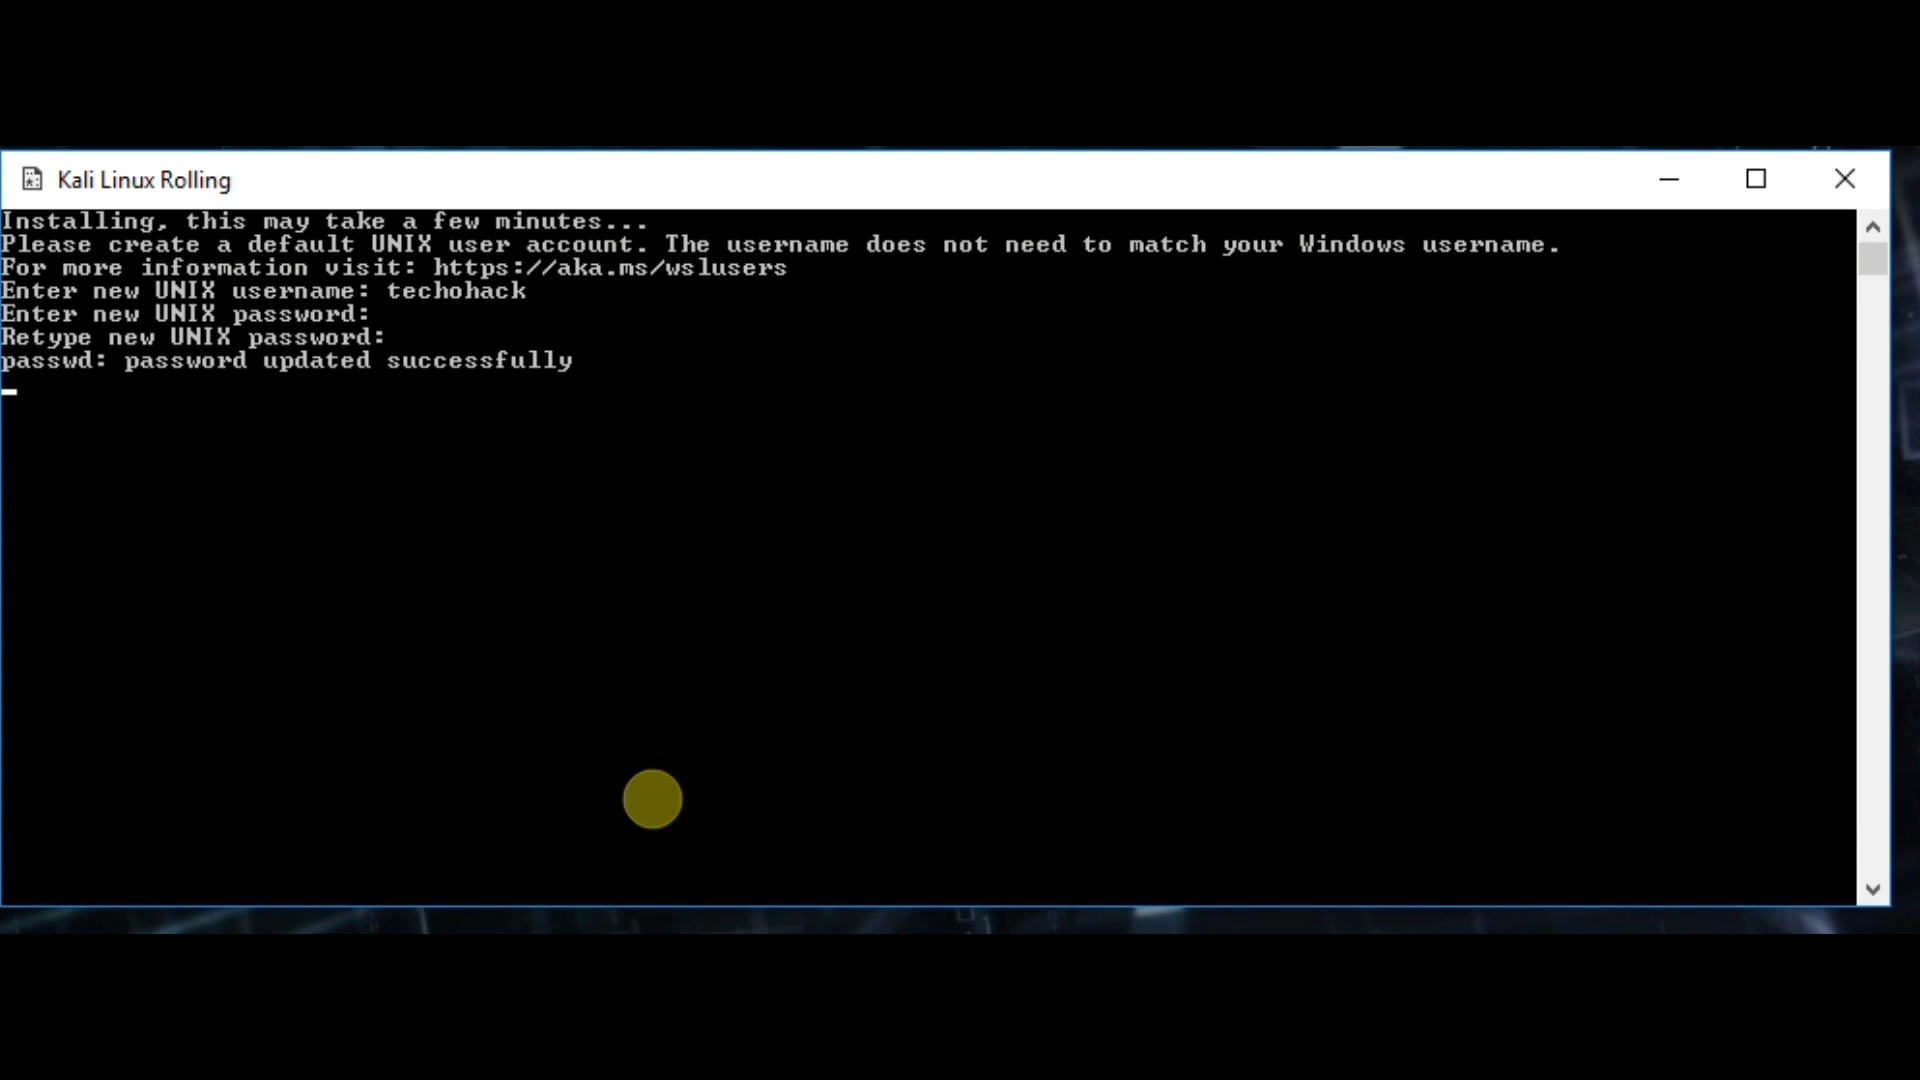 Kali Linux Rolling
Installing, this may take a few minutes...
Please create a default UNIX user account. The username does not need to match your Windows username.
For more information visit: https://aka.ms/wslusers
Enter new UNIX username: techohack
Enter new UNIX password:
Retype new UNIX password:
passwd: password updated successfully